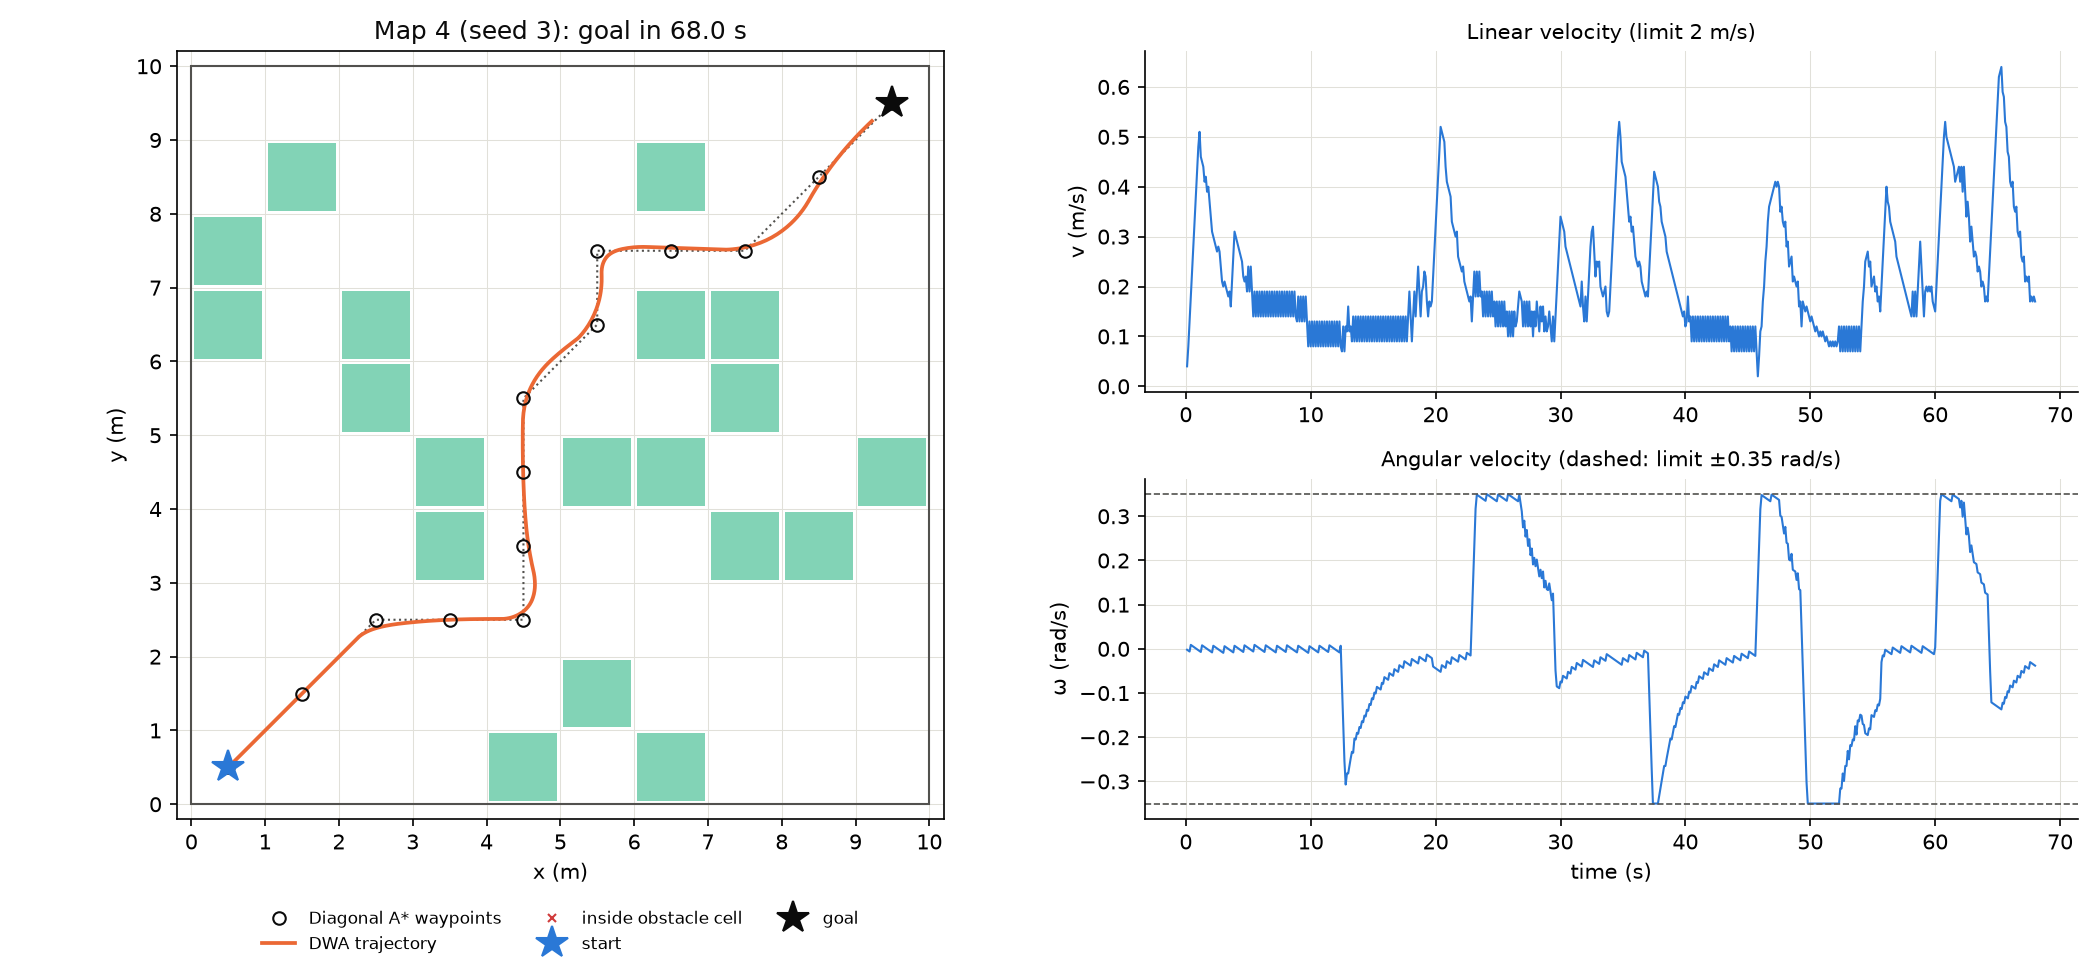 Map 4 (seed 3): goal in 68.0 s
10
9
8
7
6
5
4
3
2
1
0
y (m)
0 1 2 3 4 5 6 7 8 9 10
x (m)
Diagonal A* waypoints
DWA trajectory
inside obstacle cell
start
goal
Linear velocity (limit 2 m/s)
0.6
0.5
0.4
0.3
0.2
0.1
0.0
v (m/s)
0 10 20 30 40 50 60 70
Angular velocity (dashed: limit ±0.35 rad/s)
0.3
0.2
0.1
0.0
−0.1
−0.2
−0.3
ω (rad/s)
0 10 20 30 40 50 60 70
time (s)